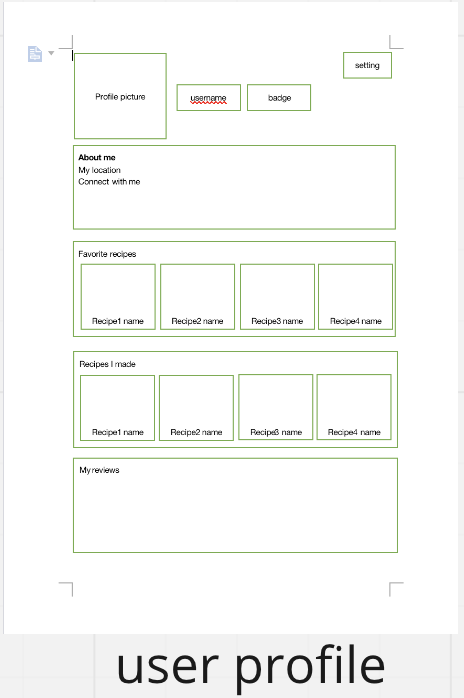 setting
Profile picture
username
badge
About me
My location
Connect with me
Favorite recipes
Recipe1 name
Recipe2 name
Recipe3 name
Recipe4 name
Recipes I made
Recipe1 name
Recipe2 name
Recipe3 name
Recipe4 name
My reviews
user profile